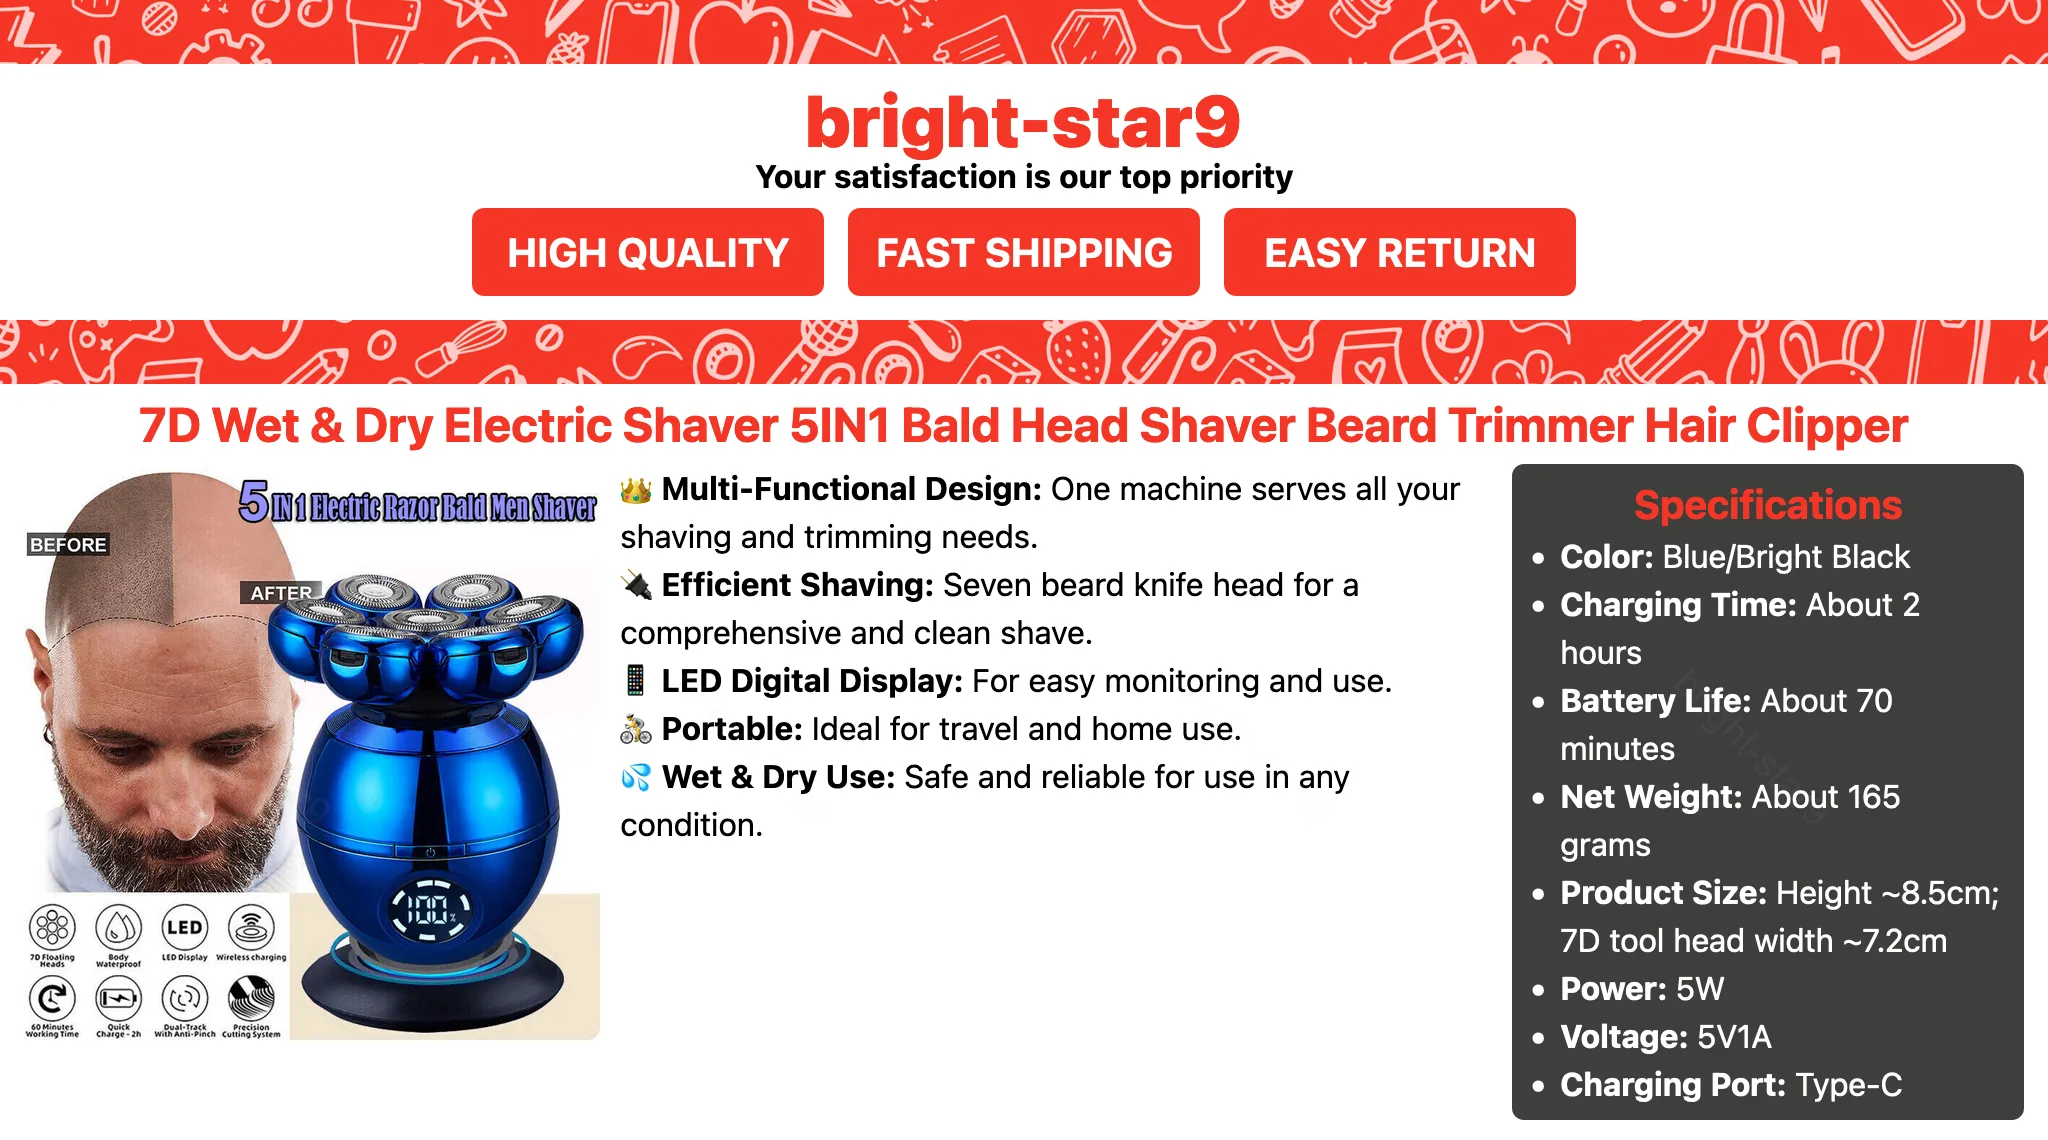 bright-star9
Your satisfaction is our top priority
HIGH QUALITY
FAST SHIPPING
EASY RETURN
7D Wet & Dry Electric Shaver 5IN1 Bald Head Shaver Beard Trimmer Hair Clipper
5 IN 1 Electric Razor Bald Men Shaver
BEFORE
AFTER
100%
7D Floating
Heads
Body
Waterproof
LED
LED Display
Wireless charging
60 Minutes
Working Time
Quick
Charge - 2h
Dual-Track
With Anti-Pinch
Precision
Cutting System
👑 Multi-Functional Design: One machine serves all your
shaving and trimming needs.
🔌 Efficient Shaving: Seven beard knife head for a
comprehensive and clean shave.
📱 LED Digital Display: For easy monitoring and use.
🚴 Portable: Ideal for travel and home use.
💦 Wet & Dry Use: Safe and reliable for use in any
condition.
Specifications
• Color: Blue/Bright Black
• Charging Time: About 2
hours
• Battery Life: About 70
minutes
• Net Weight: About 165
grams
• Product Size: Height ~8.5cm;
7D tool head width ~7.2cm
• Power: 5W
• Voltage: 5V1A
• Charging Port: Type-C
bright-star9